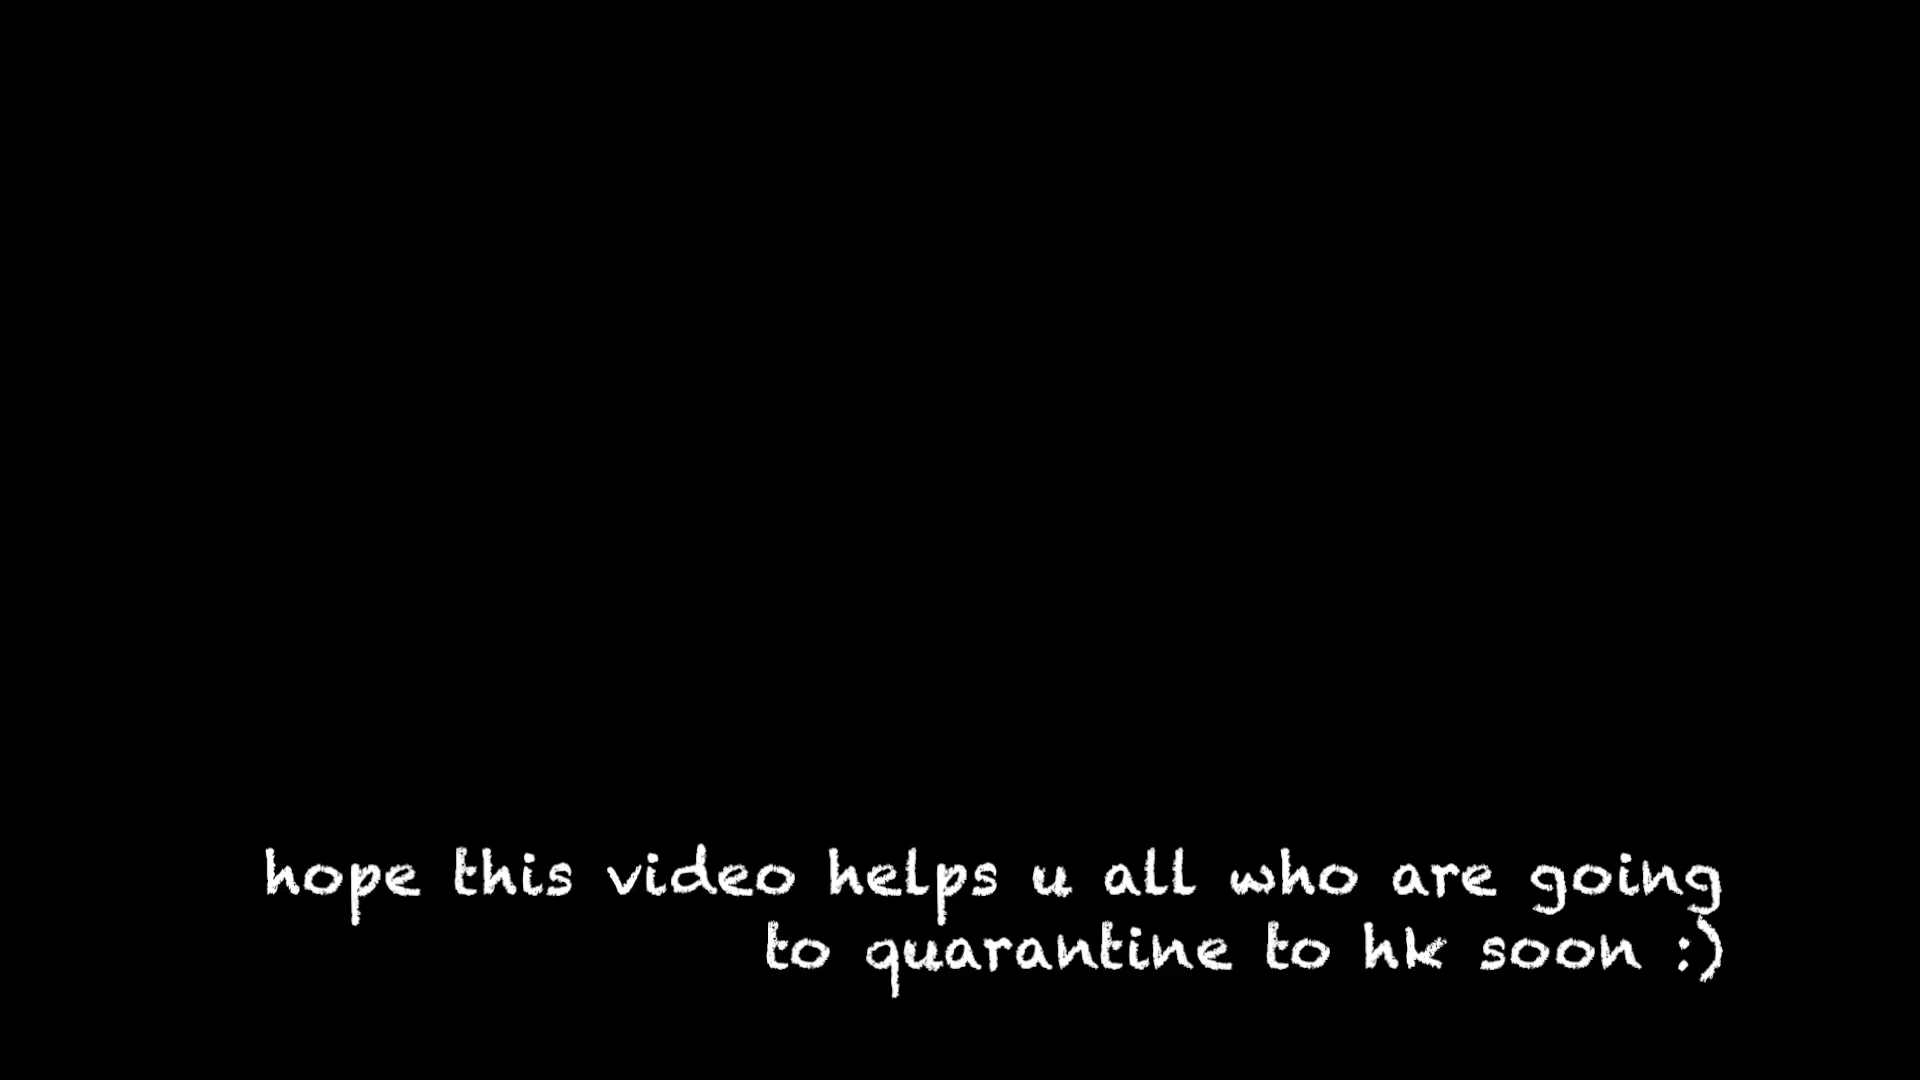 hope this video helps u all who are going
to quarantine to hk soon :)